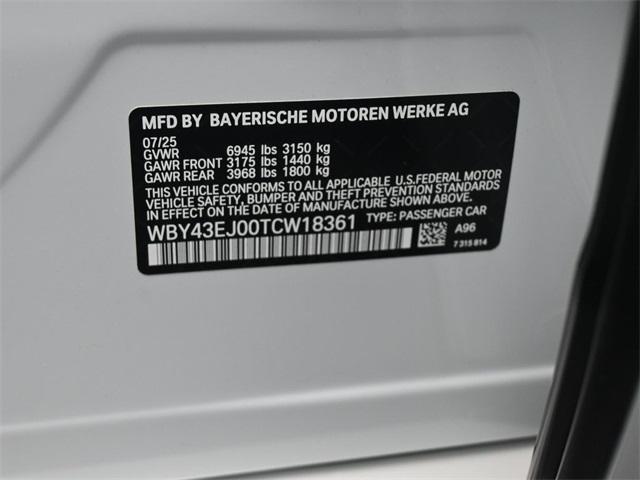 MFD BY BAYERISCHE MOTOREN WERKE AG
07/25
GVWR 6945 lbs 3150 kg
GAWR FRONT 3175 lbs 1440 kg
GAWR REAR 3968 lbs 1800 kg
THIS VEHICLE CONFORMS TO ALL APPLICABLE U.S.FEDERAL MOTOR
VEHICLE SAFETY, BUMPER, AND THEFT PREVENTION STANDARDS
IN EFFECT ON THE DATE OF MANUFACTURE SHOWN ABOVE.
WBY43EJ00TCW18361 TYPE: PASSENGER CAR
A96
7 315 814